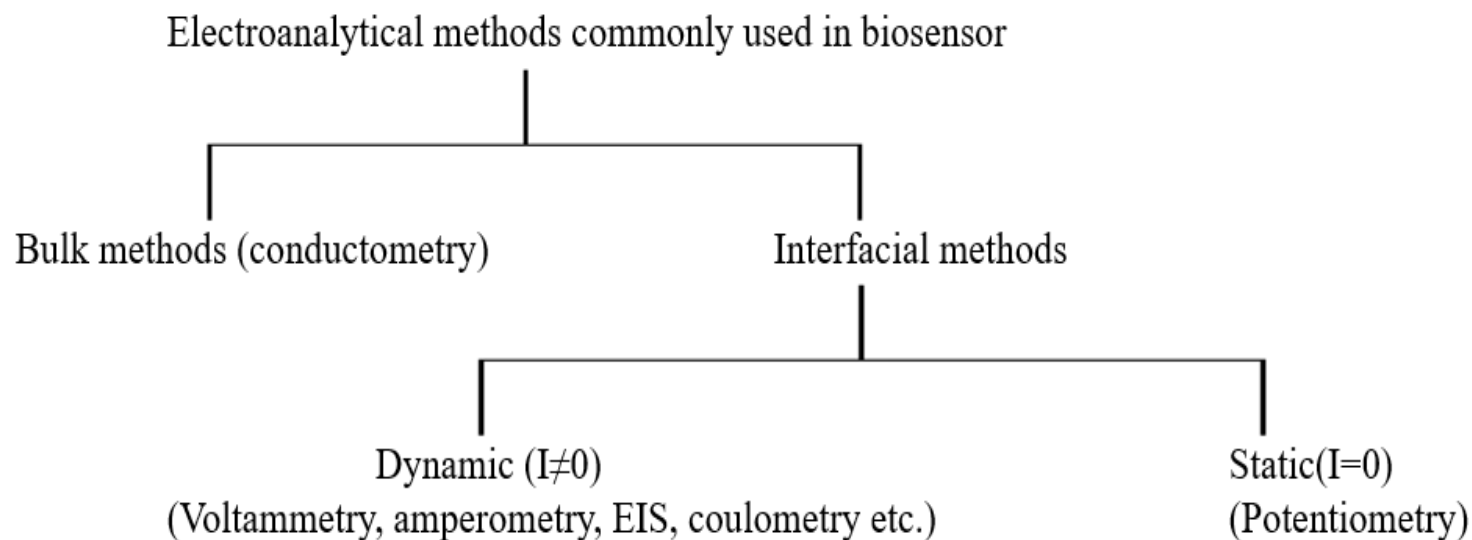 Electroanalytical methods commonly used in biosensor
Bulk methods (conductometry)
Interfacial methods
Dynamic (I≠0)
(Voltammetry, amperometry, EIS, coulometry etc.)
Static(I=0)
(Potentiometry)